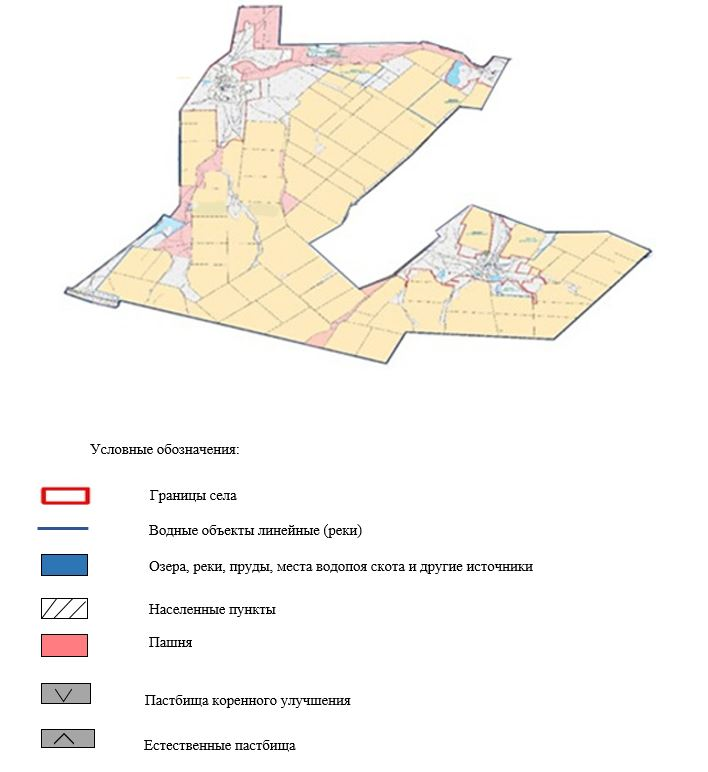 Условные обозначения:
Границы села
Водные объекты линейные (реки)
Озера, реки, пруды, места водопоя скота и другие источники
Населенные пункты
Пашня
Пастбища коренного улучшения
Естественные пастбища